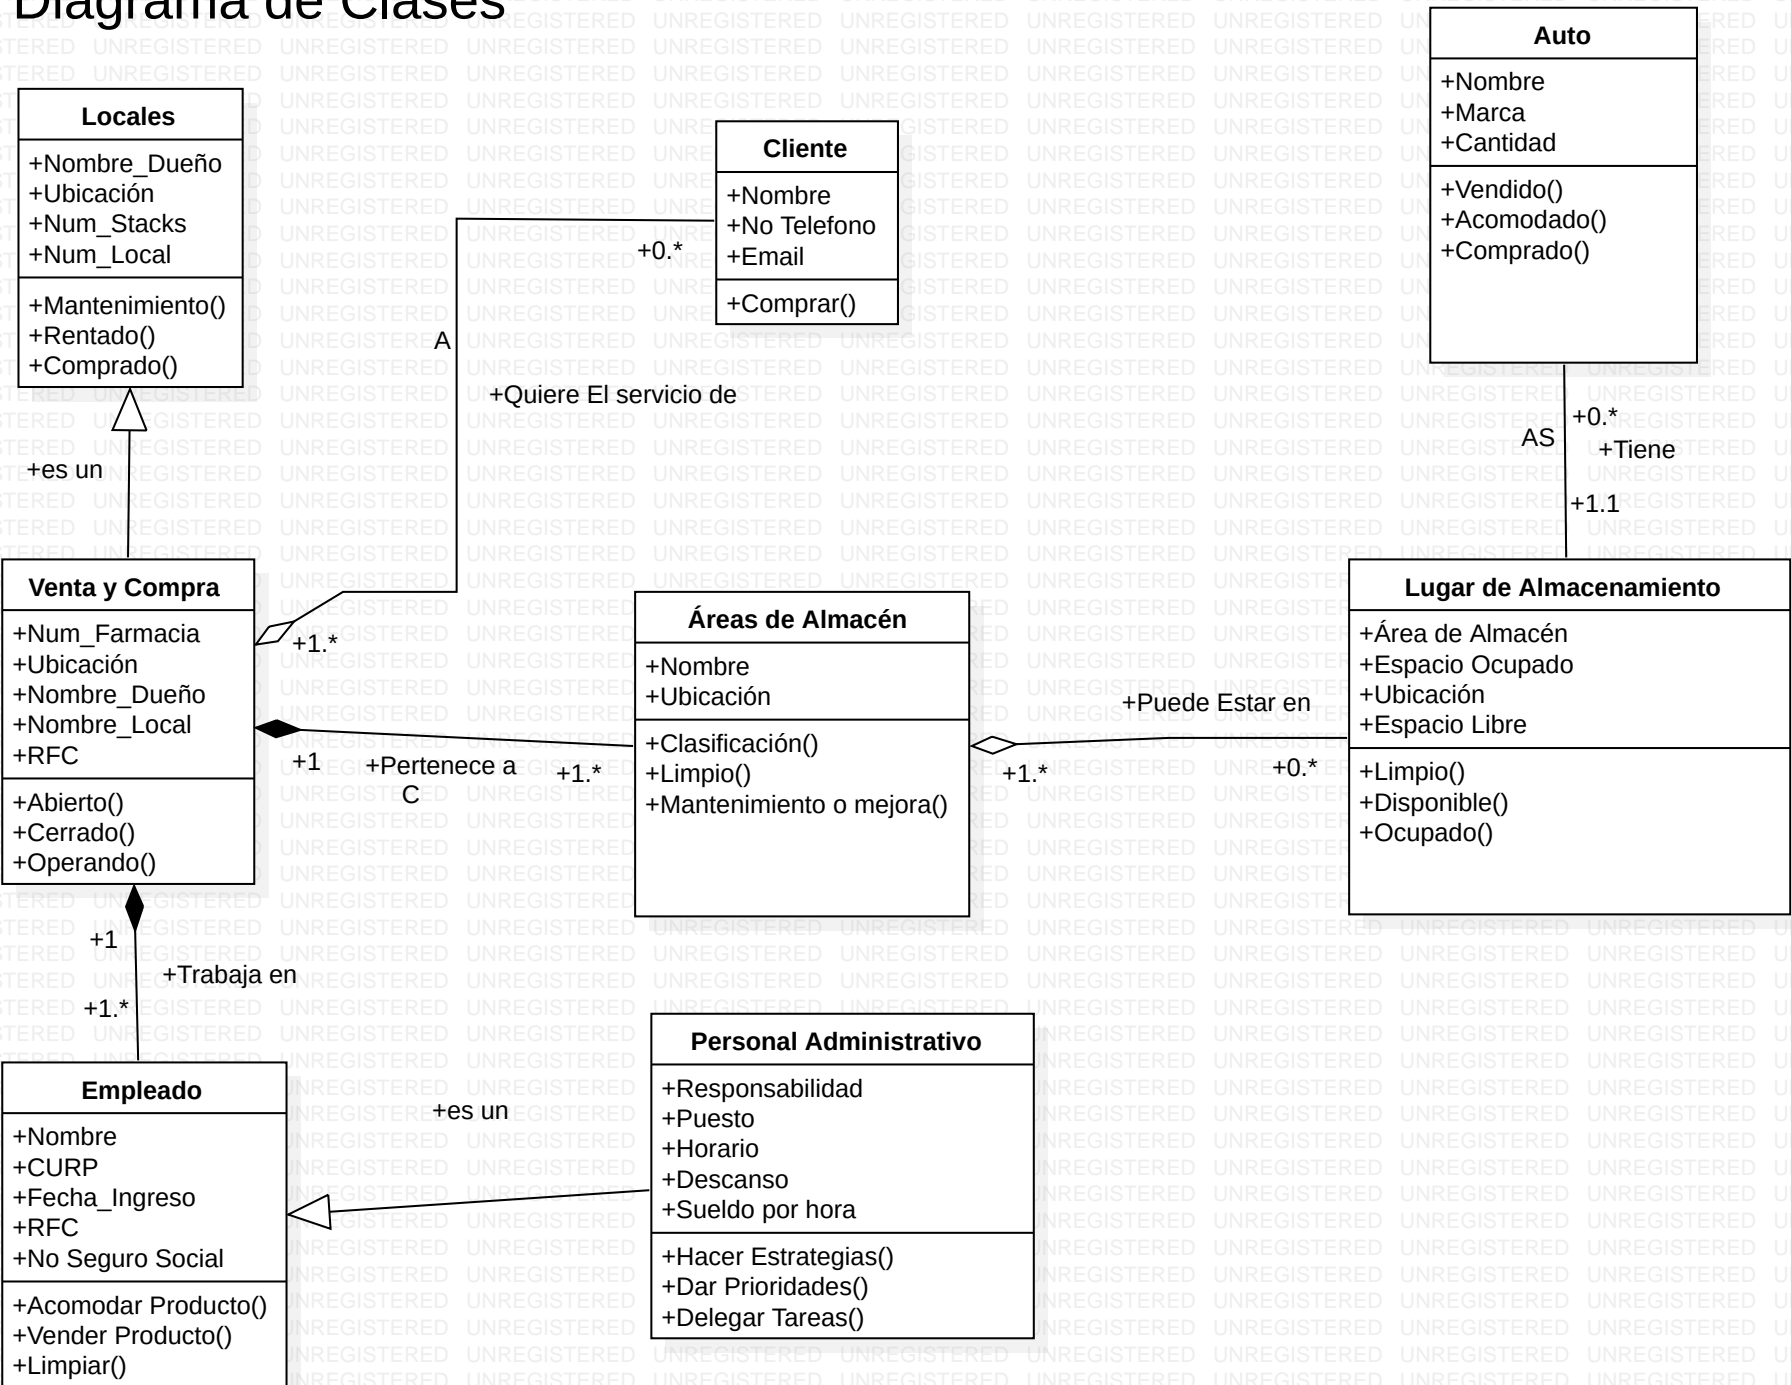 Diagrama de Clases
Locales
+Nombre_Dueño
+Ubicación
+Num_Stacks
+Num_Local
+Mantenimiento()
+Rentado()
+Comprado()
+es un
Cliente
+Nombre
+No Telefono
+Email
+Comprar()
+0.*
A
+Quiere El servicio de
+1.*
Auto
+Nombre
+Marca
+Cantidad
+Vendido()
+Acomodado()
+Comprado()
+0.*
AS
+Tiene
+1.1
Venta y Compra
+Num_Farmacia
+Ubicación
+Nombre_Dueño
+Nombre_Local
+RFC
+Abierto()
+Cerrado()
+Operando()
+1
+Pertenece a
C
+1.*
Áreas de Almacén
+Nombre
+Ubicación
+Clasificación()
+Limpio()
+Mantenimiento o mejora()
+Puede Estar en
+1.*
+0.*
Lugar de Almacenamiento
+Área de Almacén
+Espacio Ocupado
+Ubicación
+Espacio Libre
+Limpio()
+Disponible()
+Ocupado()
+1
+Trabaja en
+1.*
Empleado
+Nombre
+CURP
+Fecha_Ingreso
+RFC
+No Seguro Social
+Acomodar Producto()
+Vender Producto()
+Limpiar()
+es un
Personal Administrativo
+Responsabilidad
+Puesto
+Horario
+Descanso
+Sueldo por hora
+Hacer Estrategias()
+Dar Prioridades()
+Delegar Tareas()
UNREGISTERED